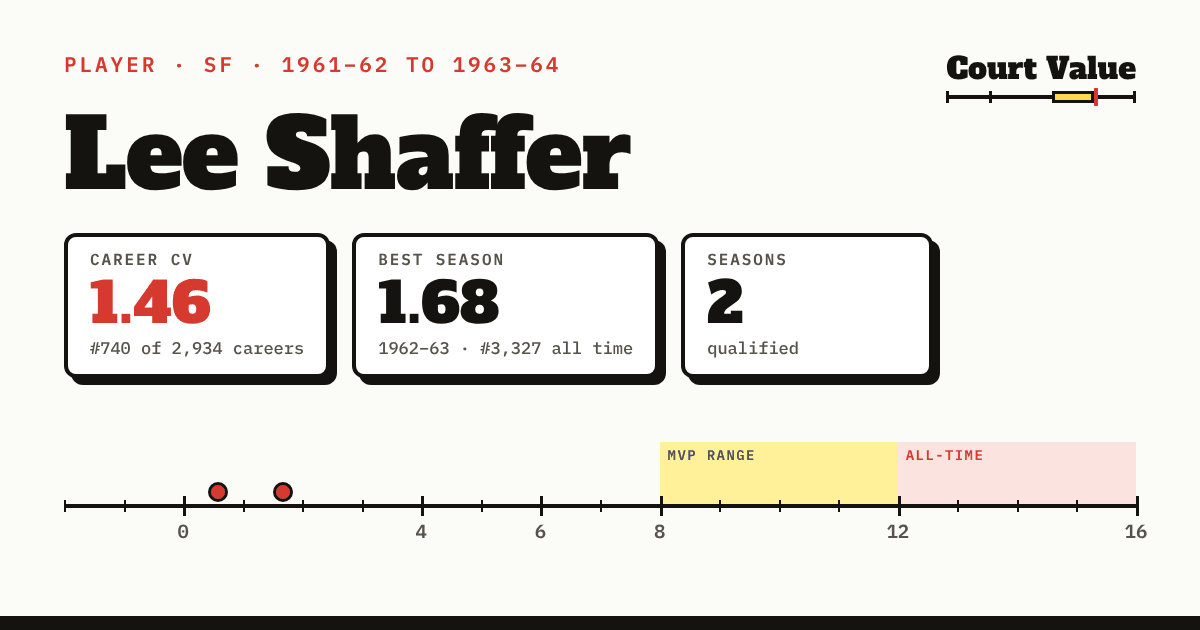 PLAYER · SF · 1961–62 TO 1963–64
Court Value
Lee Shaffer
CAREER CV
1.46
#740 of 2,934 careers
BEST SEASON
1.68
1962–63 · #3,327 all time
SEASONS
2
qualified
MVP RANGE
ALL-TIME
0
4
6
8
12
16